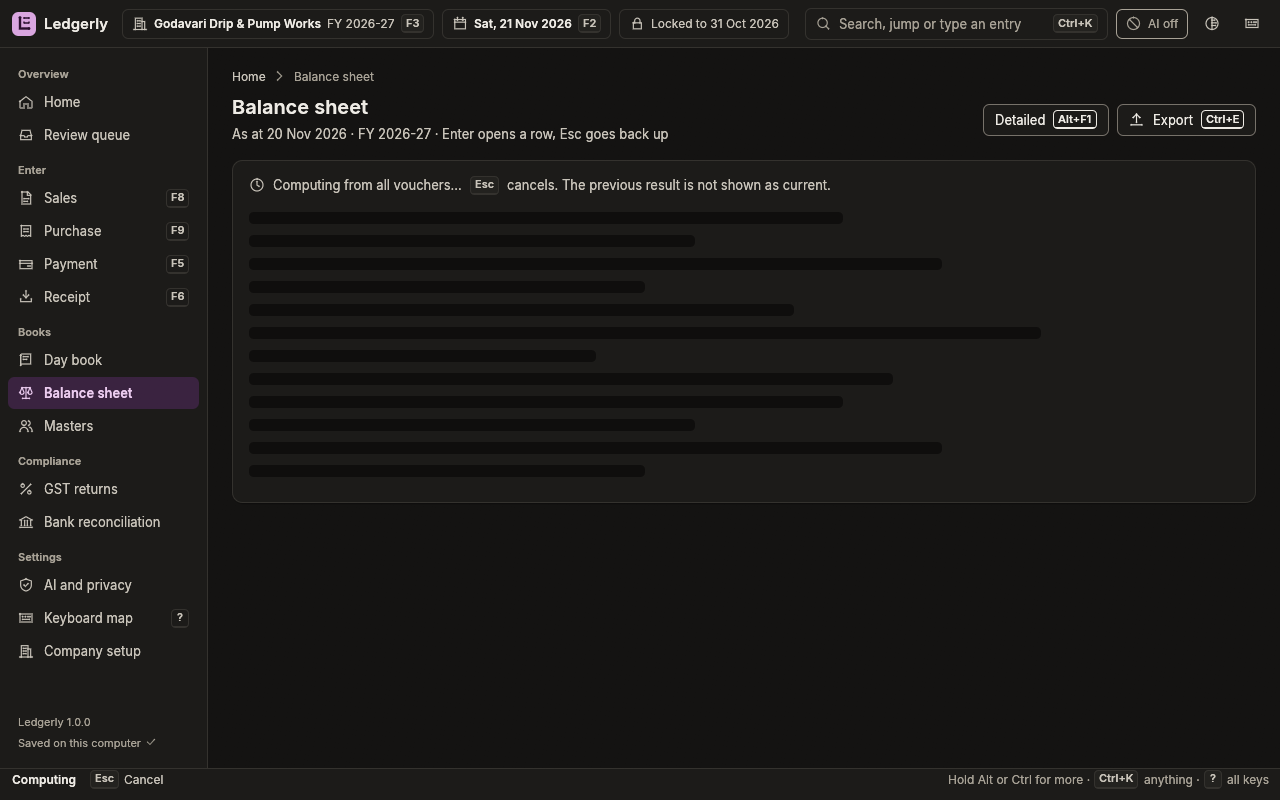 Ledgerly
Godavari Drip & Pump Works FY 2026-27 F3
Sat, 21 Nov 2026 F2
Locked to 31 Oct 2026
Search, jump or type an entry Ctrl+K
AI off
Overview
Home
Review queue
Enter
Sales F8
Purchase F9
Payment F5
Receipt F6
Books
Day book
Balance sheet
Masters
Compliance
GST returns
Bank reconciliation
Settings
AI and privacy
Keyboard map ?
Company setup
Ledgerly 1.0.0
Saved on this computer
Home Balance sheet
Balance sheet
As at 20 Nov 2026 · FY 2026-27 · Enter opens a row, Esc goes back up
Detailed Alt+F1
Export Ctrl+E
Computing from all vouchers… Esc cancels. The previous result is not shown as current.
Computing Esc Cancel
Hold Alt or Ctrl for more · Ctrl+K anything · ? all keys